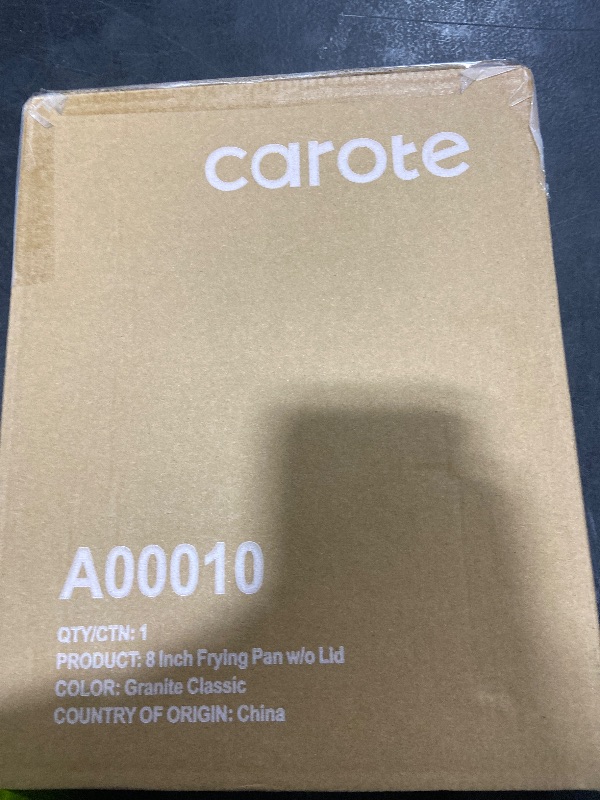 carote
A00010
QTY/CTN: 1
PRODUCT: 8 Inch Frying Pan w/o Lid
COLOR: Granite Classic
COUNTRY OF ORIGIN: China